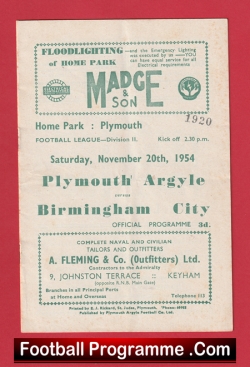 FLOODLIGHTING
of HOME PARK
and the Emergency Lighting
was executed by us — YOU
can have equal service for all
Electrical requirements
MADGE
& SON
1920
Home Park : Plymouth
FOOTBALL LEAGUE—Division II. Kick off 2.30 p.m.
Saturday, November 20th, 1954
Plymouth Argyle
versus
Birmingham City
OFFICIAL PROGRAMME 3d.
COMPLETE NAVAL AND CIVILIAN
TAILORS AND OUTFITTERS
A. FLEMING & Co. (Outfitters) Ltd.
Contractors to the Admiralty
9, JOHNSTON TERRACE :: KEYHAM
(opposite R.N.B. Main Gate)
Branches in all Principal Ports
at Home and Overseas
Telephone
Published by Plymouth Argyle Football Co. Ltd.
Football Programme .Com